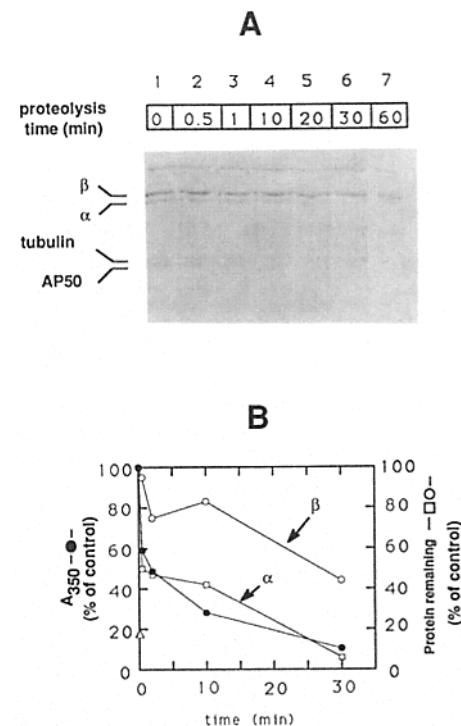 A
1 2 3 4 5 6 7
proteolysis
time (min)
0 0.5 1 10 20 30 60
β
α
tubulin
AP50
B
100
80
60
40
20
0
A350 –●–
(% of control)
β
α
100
80
60
40
20
0
Protein remaining –□○–
(% of control)
0 10 20 30
time (min)